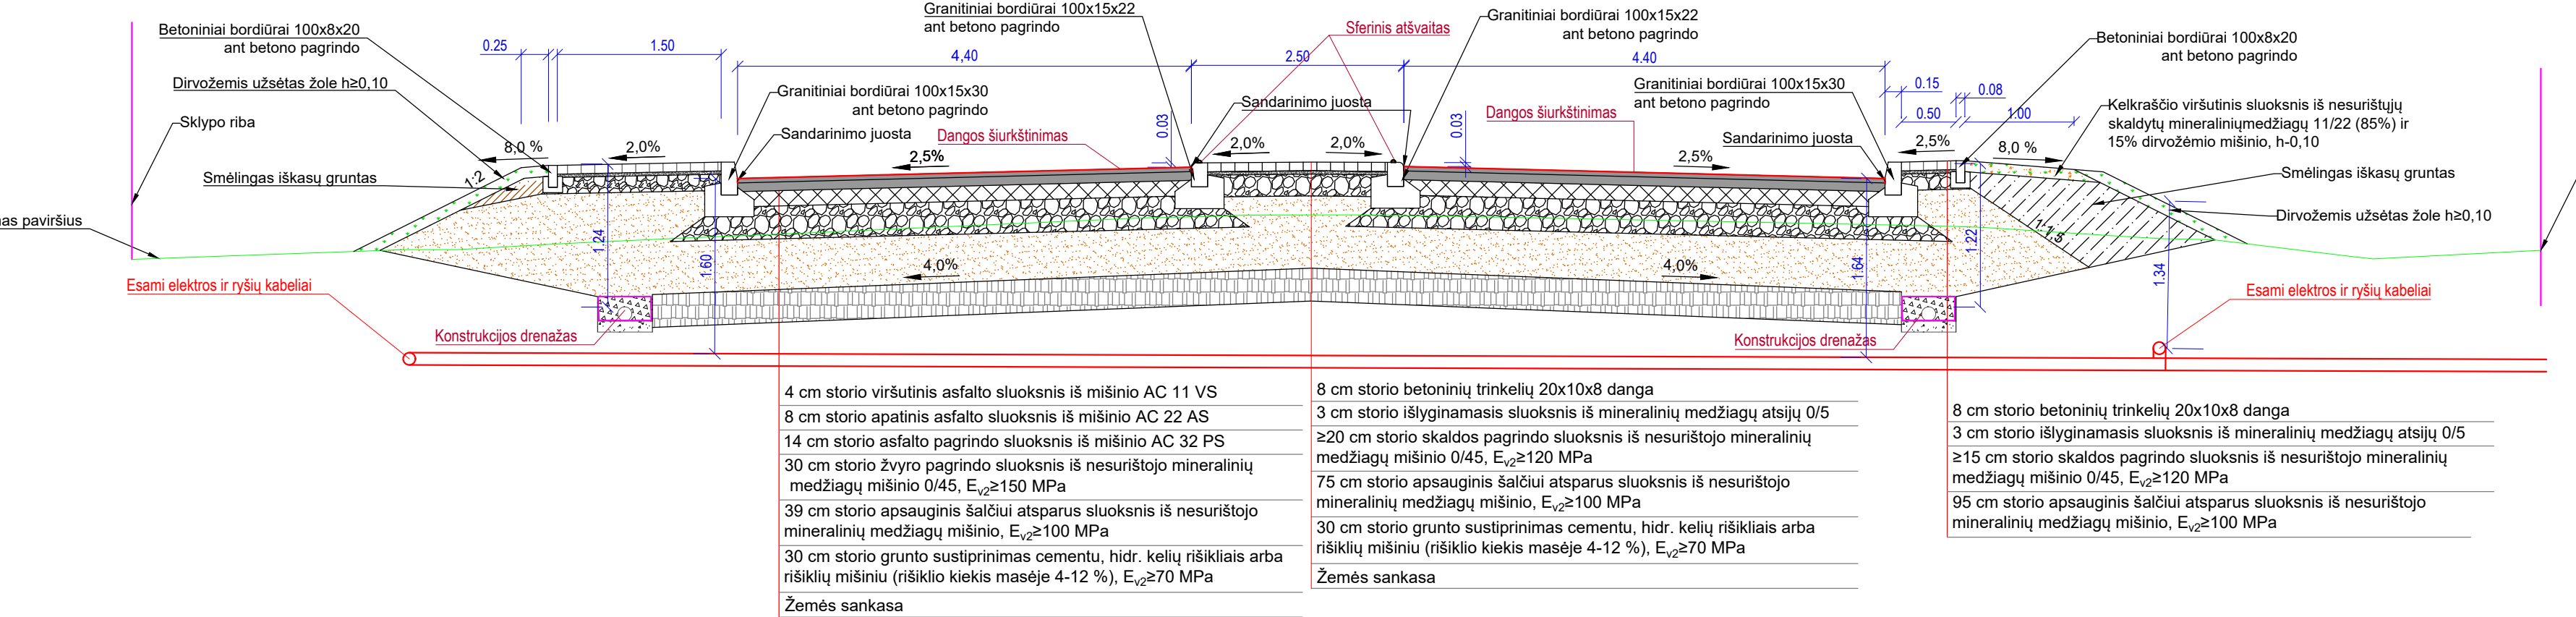 Granitiniai bordiūrai 100x15x22
ant betono pagrindo
Sferinis atšvaitas
Granitiniai bordiūrai 100x15x22
ant betono pagrindo
Betoniniai bordiūrai 100x8x20
ant betono pagrindo
0.25
1.50
4,40
2.50
4.40
Betoniniai bordiūrai 100x8x20
ant betono pagrindo
Dirvožemis užsėtas žole h≥0,10
Granitiniai bordiūrai 100x15x30
ant betono pagrindo
Sandarinimo juosta
Granitiniai bordiūrai 100x15x30
ant betono pagrindo
0.15
0.08
0.50
1.00
Kelkraščio viršutinis sluoksnis iš nesurištųjų
skaldytų mineraliniųmedžiagų 11/22 (85%) ir
15% dirvožėmio mišinio, h-0,10
Sklypo riba
Sandarinimo juosta
Dangos šiurkštinimas
0.03
0.03
Dangos šiurkštinimas
Sandarinimo juosta
8,0 %
2,0%
2,5%
2,0%
2,0%
2,5%
2,5%
8,0 %
1:2
Smėlingas iškasų gruntas
Smėlingas iškasų gruntas
nas paviršius
Dirvožemis užsėtas žole h≥0,10
1.24
1.60
4,0%
4,0%
1.64
1.22
1:1,5
1.34
Esami elektros ir ryšių kabeliai
Esami elektros ir ryšių kabeliai
Konstrukcijos drenažas
Konstrukcijos drenažas
4 cm storio viršutinis asfalto sluoksnis iš mišinio AC 11 VS
8 cm storio apatinis asfalto sluoksnis iš mišinio AC 22 AS
14 cm storio asfalto pagrindo sluoksnis iš mišinio AC 32 PS
30 cm storio žvyro pagrindo sluoksnis iš nesurištojo mineralinių
medžiagų mišinio 0/45, Ev2≥150 MPa
39 cm storio apsauginis šalčiui atsparus sluoksnis iš nesurištojo
mineralinių medžiagų mišinio, Ev2≥100 MPa
30 cm storio grunto sustiprinimas cementu, hidr. kelių rišikliais arba
rišiklių mišiniu (rišiklio kiekis masėje 4-12 %), Ev2≥70 MPa
Žemės sankasa
8 cm storio betoninių trinkelių 20x10x8 danga
3 cm storio išlyginamasis sluoksnis iš mineralinių medžiagų atsijų 0/5
≥20 cm storio skaldos pagrindo sluoksnis iš nesurištojo mineralinių
medžiagų mišinio 0/45, Ev2≥120 MPa
75 cm storio apsauginis šalčiui atsparus sluoksnis iš nesurištojo
mineralinių medžiagų mišinio, Ev2≥100 MPa
30 cm storio grunto sustiprinimas cementu, hidr. kelių rišikliais arba
rišiklių mišiniu (rišiklio kiekis masėje 4-12 %), Ev2≥70 MPa
Žemės sankasa
8 cm storio betoninių trinkelių 20x10x8 danga
3 cm storio išlyginamasis sluoksnis iš mineralinių medžiagų atsijų 0/5
≥15 cm storio skaldos pagrindo sluoksnis iš nesurištojo mineralinių
medžiagų mišinio 0/45, Ev2≥120 MPa
95 cm storio apsauginis šalčiui atsparus sluoksnis iš nesurištojo
mineralinių medžiagų mišinio, Ev2≥100 MPa